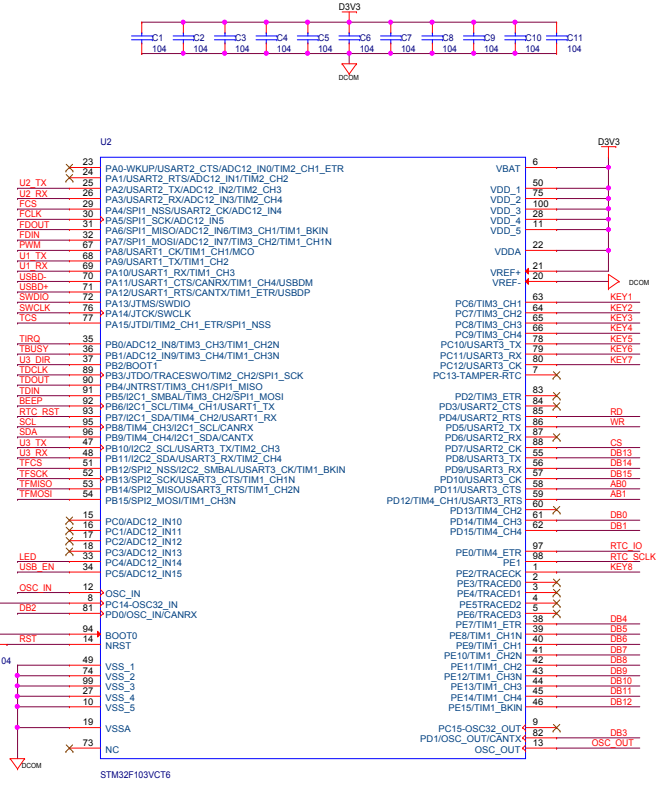 D3V3
C1 C2 C3 C4 C5 C6 C7 C8 C9 C10 C11
104 104 104 104 104 104 104 104 104 104 104
DCOM
U2
D3V3
23 PA0-WKUP/USART2_CTS/ADC12_IN0/TIM2_CH1_ETR
24 PA1/USART2_RTS/ADC12_IN1/TIM2_CH2
U2_TX 25 PA2/USART2_TX/ADC12_IN2/TIM2_CH3
U2_RX 26 PA3/USART2_RX/ADC12_IN3/TIM2_CH4
FCS 29 PA4/SPI1_NSS/USART2_CK/ADC12_IN4
FCLK 30 PA5/SPI1_SCK/ADC12_IN5
FDOUT 31 PA6/SPI1_MISO/ADC12_IN6/TIM3_CH1/TIM1_BKIN
FDIN 32 PA7/SPI1_MOSI/ADC12_IN7/TIM3_CH2/TIM1_CH1N
PWM 67 PA8/USART1_CK/TIM1_CH1/MCO
U1_TX 68 PA9/USART1_TX/TIM1_CH2
U1_RX 69 PA10/USART1_RX/TIM1_CH3
USBD- 70 PA11/USART1_CTS/CANRX/TIM1_CH4/USBDM
USBD+ 71 PA12/USART1_RTS/CANTX/TIM1_ETR/USBDP
SWDIO 72 PA13/JTMS/SWDIO
SWCLK 76 PA14/JTCK/SWCLK
TCS 77 PA15/JTDI/TIM2_CH1_ETR/SPI1_NSS
TIRQ 35 PB0/ADC12_IN8/TIM3_CH3/TIM1_CH2N
TBUSY 36 PB1/ADC12_IN9/TIM3_CH4/TIM1_CH3N
U3_DIR 37 PB2/BOOT1
TDCLK 89 PB3/JTDO/TRACESWO/TIM2_CH2/SPI1_SCK
TDOUT 90 PB4/JNTRST/TIM3_CH1/SPI1_MISO
TDIN 91 PB5/I2C1_SMBAL/TIM3_CH2/SPI1_MOSI
BEEP 92 PB6/I2C1_SCL/TIM4_CH1/USART1_TX
RTC_RST 93 PB7/I2C1_SDA/TIM4_CH2/USART1_RX
SCL 95 PB8/TIM4_CH3/I2C1_SCL/CANRX
SDA 96 PB9/TIM4_CH4/I2C1_SDA/CANTX
U3_TX 47 PB10/I2C2_SCL/USART3_TX/TIM2_CH3
U3_RX 48 PB11/I2C2_SDA/USART3_RX/TIM2_CH4
TFCS 51 PB12/SPI2_NSS/I2C2_SMBAL/USART3_CK/TIM1_BKIN
TFSCK 52 PB13/SPI2_SCK/USART3_CTS/TIM1_CH1N
TFMISO 53 PB14/SPI2_MISO/USART3_RTS/TIM1_CH2N
TFMOSI 54 PB15/SPI2_MOSI/TIM1_CH3N
15 PC0/ADC12_IN10
16 PC1/ADC12_IN11
17 PC2/ADC12_IN12
18 PC3/ADC12_IN13
LED 33 PC4/ADC12_IN14
USB_EN 34 PC5/ADC12_IN15
OSC_IN 12 OSC_IN
8 PC14-OSC32_IN
DB2 81 PD0/OSC_IN/CANRX
94 BOOT0
RST 14 NRST
04
49 VSS_1
74 VSS_2
99 VSS_3
27 VSS_4
10 VSS_5
19 VSSA
73 NC
DCOM
VBAT 6
VDD_1 50
VDD_2 75
VDD_3 100
VDD_4 28
VDD_5 11
VDDA 22
VREF+ 21
VREF- 20 DCOM
PC6/TIM3_CH1 63 KEY1
PC7/TIM3_CH2 64 KEY2
PC8/TIM3_CH3 65 KEY3
PC9/TIM3_CH4 66 KEY4
PC10/USART3_TX 78 KEY5
PC11/USART3_RX 79 KEY6
PC12/USART3_CK 80 KEY7
PC13-TAMPER-RTC 7
PD2/TIM3_ETR 83
PD3/USART2_CTS 84
PD4/USART2_RTS 85 RD
PD5/USART2_TX 86 WR
PD6/USART2_RX 87
PD7/USART2_CK 88 CS
PD8/USART3_TX 55 DB13
PD9/USART3_RX 56 DB14
PD10/USART3_CK 57 DB15
PD11/USART3_CTS 58 AB0
PD12/TIM4_CH1/USART3_RTS 59 AB1
PD13/TIM4_CH2 60
PD14/TIM4_CH3 61 DB0
PD15/TIM4_CH4 62 DB1
PE0/TIM4_ETR 97 RTC_IO
PE1 98 RTC_SCLK
PE2/TRACECK 1 KEY8
PE3/TRACED0 2
PE4/TRACED1 3
PE5TRACED2 4
PE6/TRACED3 5
PE7/TIM1_ETR 38 DB4
PE8/TIM1_CH1N 39 DB5
PE9/TIM1_CH1 40 DB6
PE10/TIM1_CH2N 41 DB7
PE11/TIM1_CH2 42 DB8
PE12/TIM1_CH3N 43 DB9
PE13/TIM1_CH3 44 DB10
PE14/TIM1_CH4 45 DB11
PE15/TIM1_BKIN 46 DB12
PC15-OSC32_OUT 9
PD1/OSC_OUT/CANTX 82 DB3
OSC_OUT 13 OSC_OUT
STM32F103VCT6